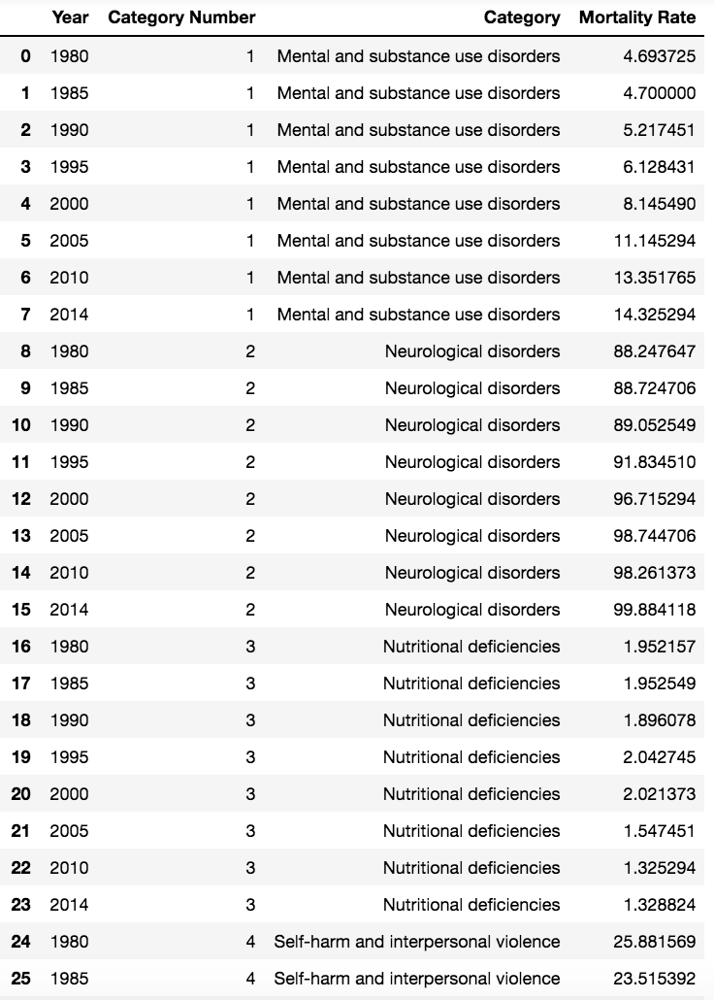 Year Category Number Category Mortality Rate
0 1980 1 Mental and substance use disorders 4.693725
1 1985 1 Mental and substance use disorders 4.700000
2 1990 1 Mental and substance use disorders 5.217451
3 1995 1 Mental and substance use disorders 6.128431
4 2000 1 Mental and substance use disorders 8.145490
5 2005 1 Mental and substance use disorders 11.145294
6 2010 1 Mental and substance use disorders 13.351765
7 2014 1 Mental and substance use disorders 14.325294
8 1980 2 Neurological disorders 88.247647
9 1985 2 Neurological disorders 88.724706
10 1990 2 Neurological disorders 89.052549
11 1995 2 Neurological disorders 91.834510
12 2000 2 Neurological disorders 96.715294
13 2005 2 Neurological disorders 98.744706
14 2010 2 Neurological disorders 98.261373
15 2014 2 Neurological disorders 99.884118
16 1980 3 Nutritional deficiencies 1.952157
17 1985 3 Nutritional deficiencies 1.952549
18 1990 3 Nutritional deficiencies 1.896078
19 1995 3 Nutritional deficiencies 2.042745
20 2000 3 Nutritional deficiencies 2.021373
21 2005 3 Nutritional deficiencies 1.547451
22 2010 3 Nutritional deficiencies 1.325294
23 2014 3 Nutritional deficiencies 1.328824
24 1980 4 Self-harm and interpersonal violence 25.881569
25 1985 4 Self-harm and interpersonal violence 23.515392